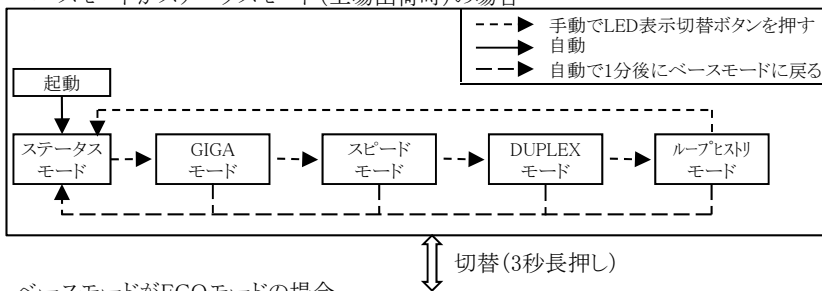 手動でLED表示切替ボタンを押す
自動
自動で1分後にベースモードに戻る
起動
ステータス
モード
GIGA
モード
スピード
モード
DUPLEX
モード
ループヒストリ
モード
切替(3秒長押し)